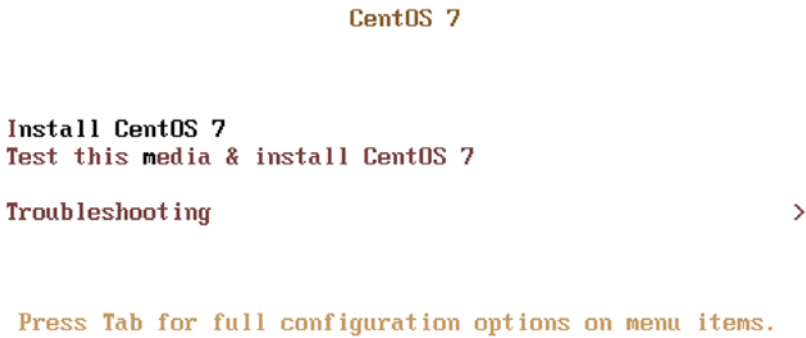 CentOS 7
Install CentOS 7
Test this media & install CentOS 7
Troubleshooting >
Press Tab for full configuration options on menu items.